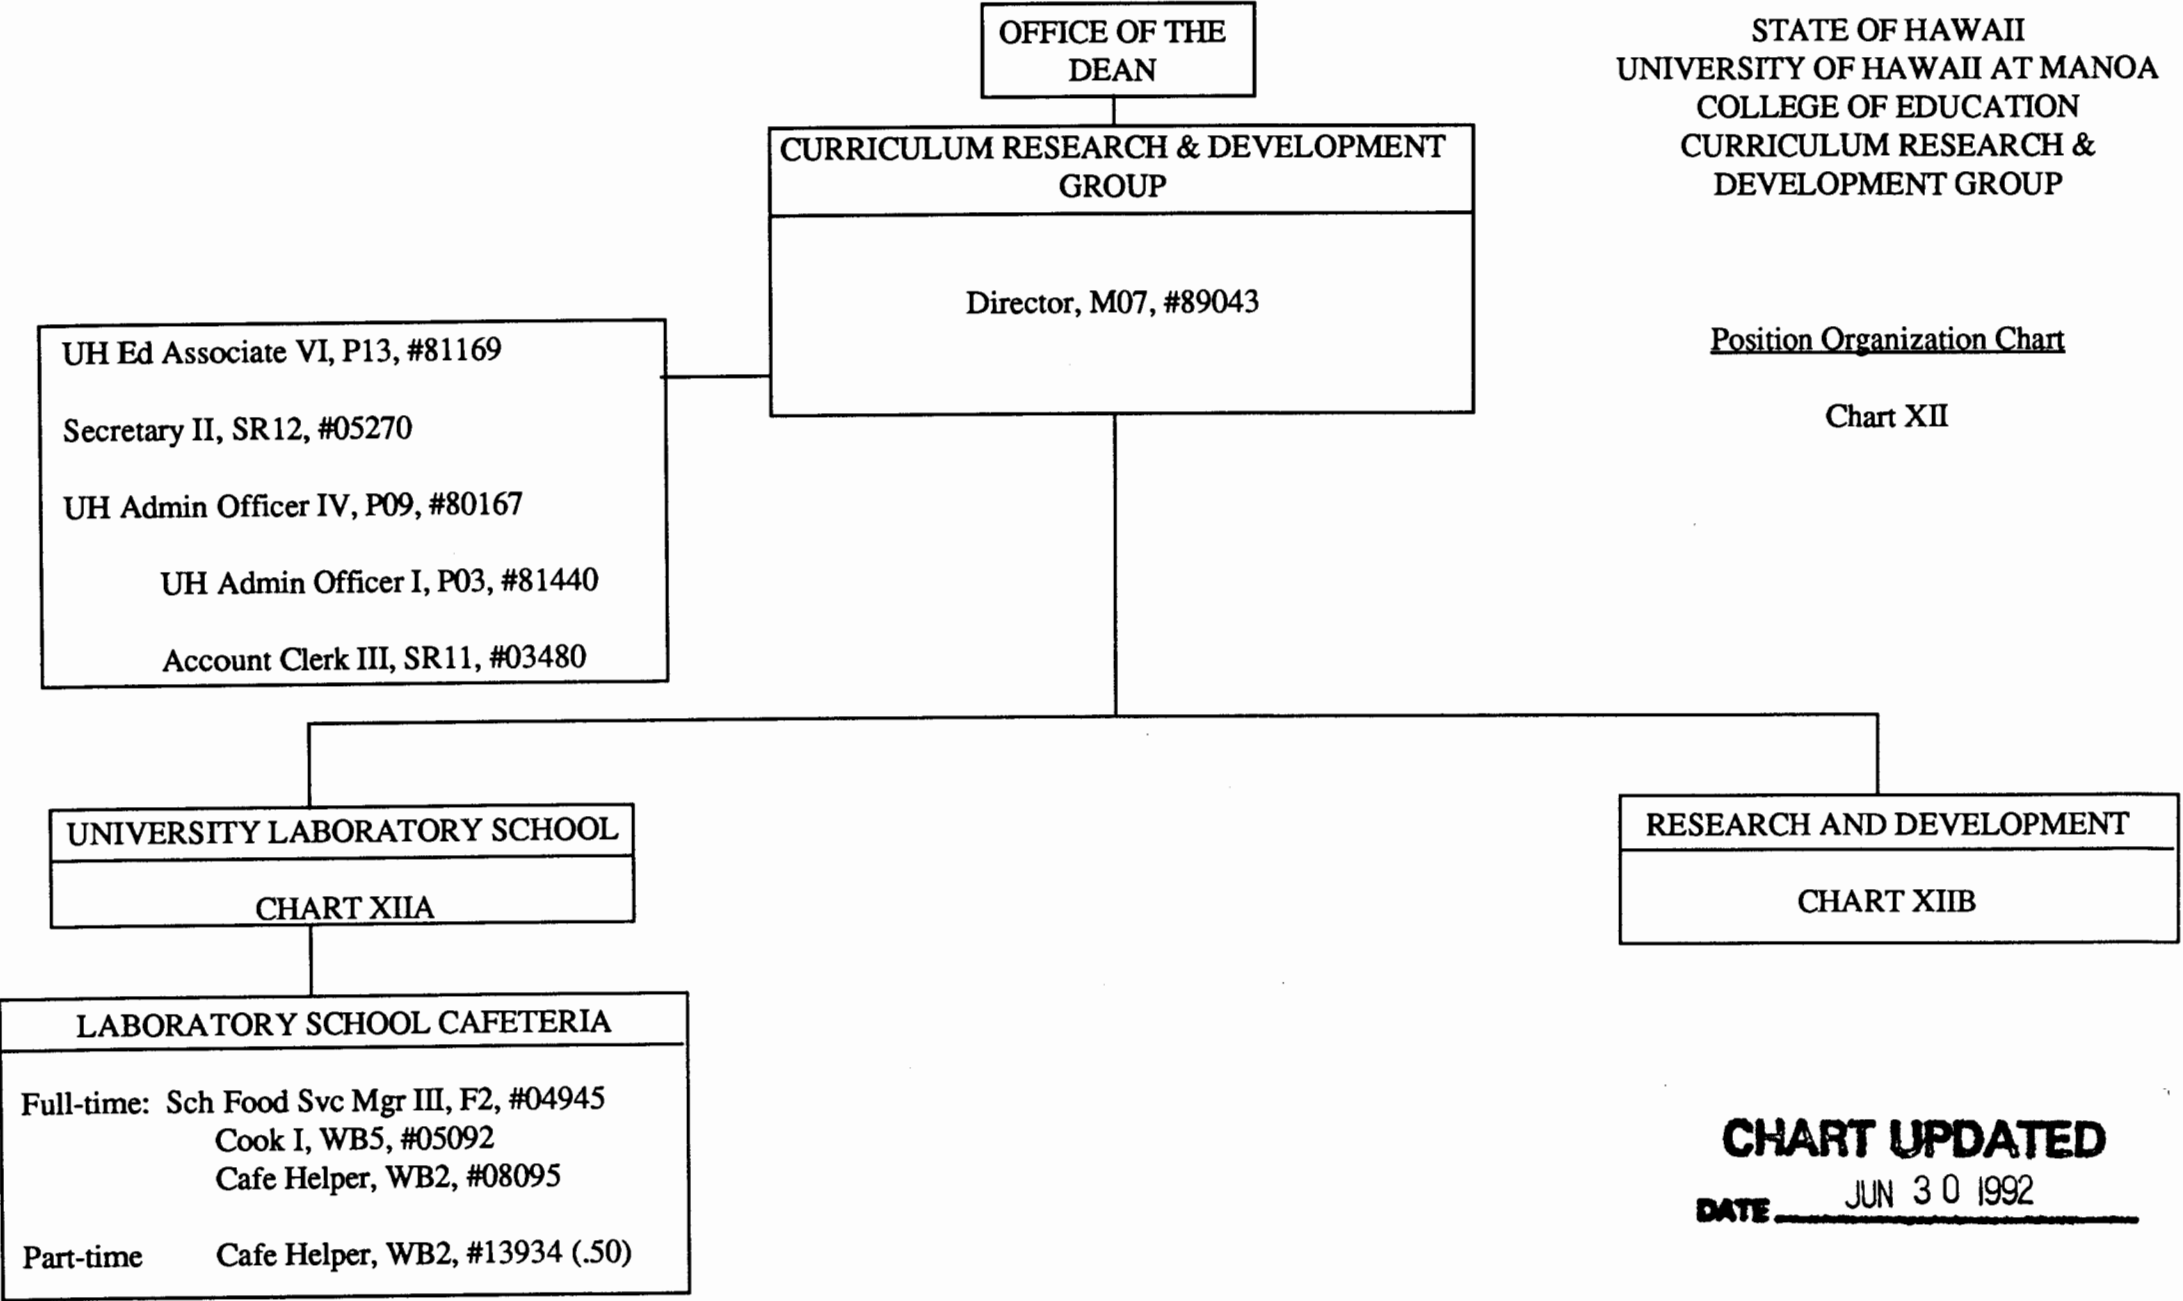 OFFICE OF THE
DEAN
STATE OF HAWAII
UNIVERSITY OF HAWAII AT MANOA
COLLEGE OF EDUCATION
CURRICULUM RESEARCH &
DEVELOPMENT GROUP
Position Organization Chart
Chart XII
CURRICULUM RESEARCH & DEVELOPMENT
GROUP
Director, M07, #89043
UH Ed Associate VI, P13, #81169
Secretary II, SR12, #05270
UH Admin Officer IV, P09, #80167
UH Admin Officer I, P03, #81440
Account Clerk III, SR11, #03480
UNIVERSITY LABORATORY SCHOOL
CHART XIIA
RESEARCH AND DEVELOPMENT
CHART XIIB
LABORATORY SCHOOL CAFETERIA
Full-time: Sch Food Svc Mgr III, F2, #04945
Cook I, WB5, #05092
Cafe Helper, WB2, #08095
Part-time Cafe Helper, WB2, #13934 (.50)
CHART UPDATED
DATE JUN 30 1992